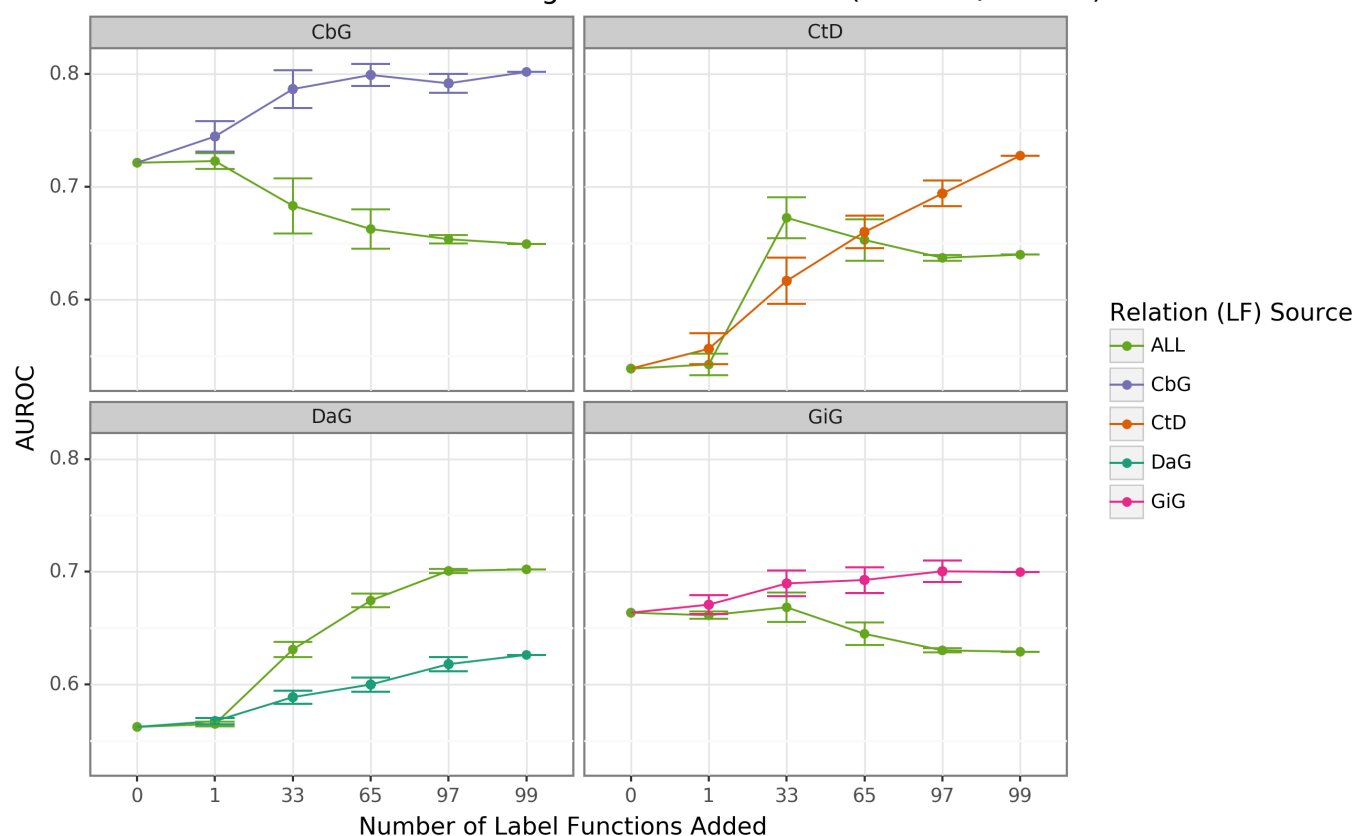 CbG
CtD
0.8
0.7
0.6
DaG
GiG
0.8
0.7
0.6
0 1 33 65 97 99
0 1 33 65 97 99
Number of Label Functions Added
AUROC
Relation (LF) Source
ALL
CbG
CtD
DaG
GiG